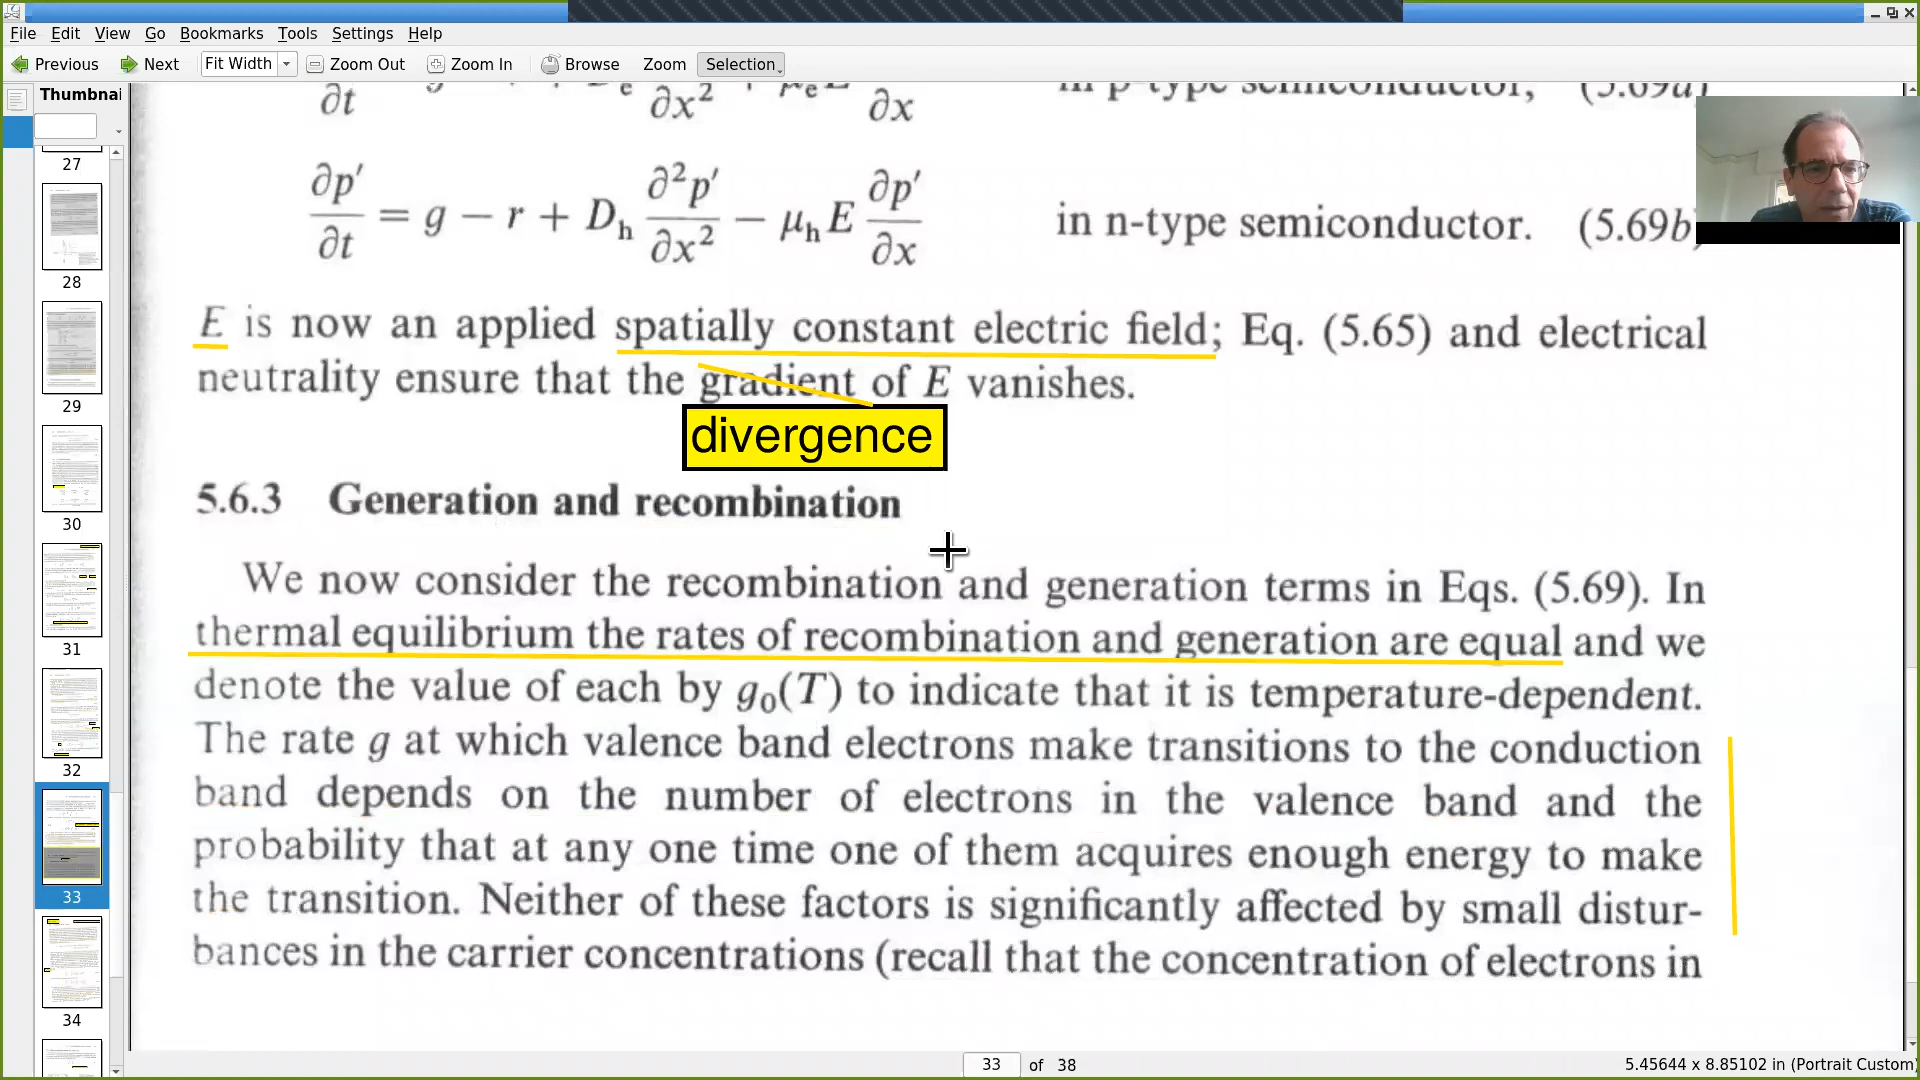 File Edit View Go Bookmarks Tools Settings Help
Previous Next Fit Width Zoom Out Zoom In Browse Zoom Selection
Thumbnai
27
28
29
30
31
32
33
34
∂t ∂x² ∂x in p-type semiconductor, (5.69a)
∂p′/∂t = g − r + D_h ∂²p′/∂x² − μ_h E ∂p′/∂x in n-type semiconductor. (5.69b)
E is now an applied spatially constant electric field; Eq. (5.65) and electrical
neutrality ensure that the gradient of E vanishes.
divergence
5.6.3 Generation and recombination
We now consider the recombination and generation terms in Eqs. (5.69). In
thermal equilibrium the rates of recombination and generation are equal and we
denote the value of each by g₀(T) to indicate that it is temperature-dependent.
The rate g at which valence band electrons make transitions to the conduction
band depends on the number of electrons in the valence band and the
probability that at any one time one of them acquires enough energy to make
the transition. Neither of these factors is significantly affected by small distur-
bances in the carrier concentrations (recall that the concentration of electrons in
33 of 38
5.45644 x 8.85102 in (Portrait Custom)